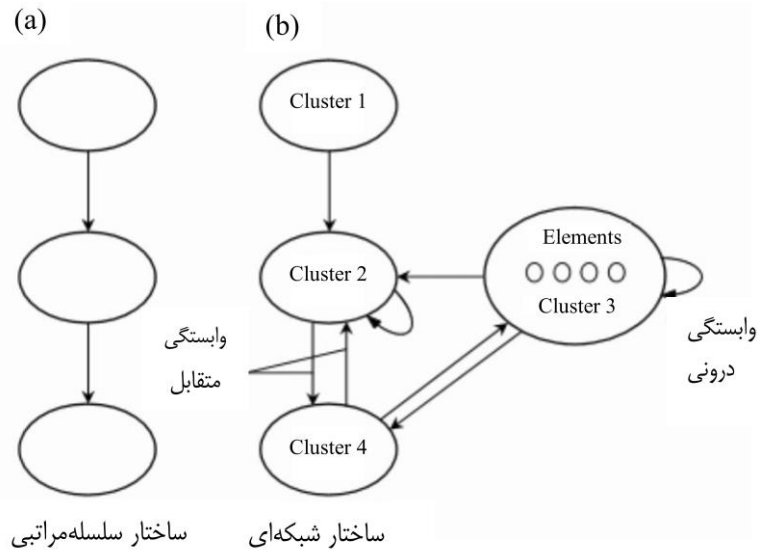 (a)
(b)
Cluster 1
Cluster 2
Elements
Cluster 3
وابستگی
درونی
وابستگی
متقابل
Cluster 4
ساختار سلسله‌مراتبی
ساختار شبکه‌ای